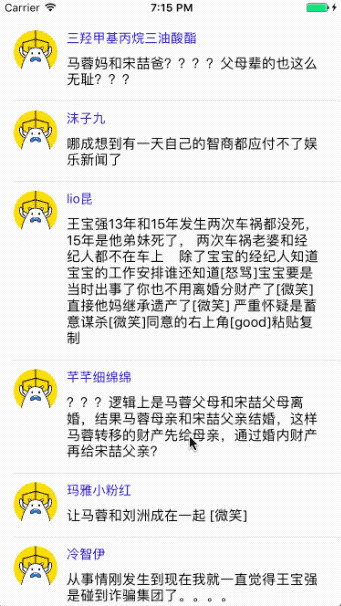 Carrier 7:15 PM
三羟甲基丙烷三油酸酯
马蓉妈和宋喆爸？？？？父母辈的也这么
无耻？？？
沫子九
哪成想到有一天自己的智商都应付不了娱
乐新闻了
lio昆
王宝强13年和15年发生两次车祸都没死，
15年是他弟妹死了， 两次车祸老婆和经
纪人都不在车上　除了宝宝的经纪人知道
宝宝的工作安排谁还知道[怒骂]宝宝要是
当时出事了你也不用离婚分财产了[微笑]
直接他妈继承遗产了[微笑] 严重怀疑是蓄
意谋杀[微笑]同意的右上角[good]粘贴复
制
芊芊细绵绵
？？？逻辑上是马蓉父母和宋喆父母离
婚，结果马蓉母亲和宋喆父亲结婚，这样
马蓉转移的财产先给母亲，通过婚内财产
再给宋喆父亲？
玛雅小粉红
让马蓉和刘洲成在一起 [微笑]
冷智伊
从事情刚发生到现在我就一直觉得王宝强
是碰到诈骗集团了。。。。